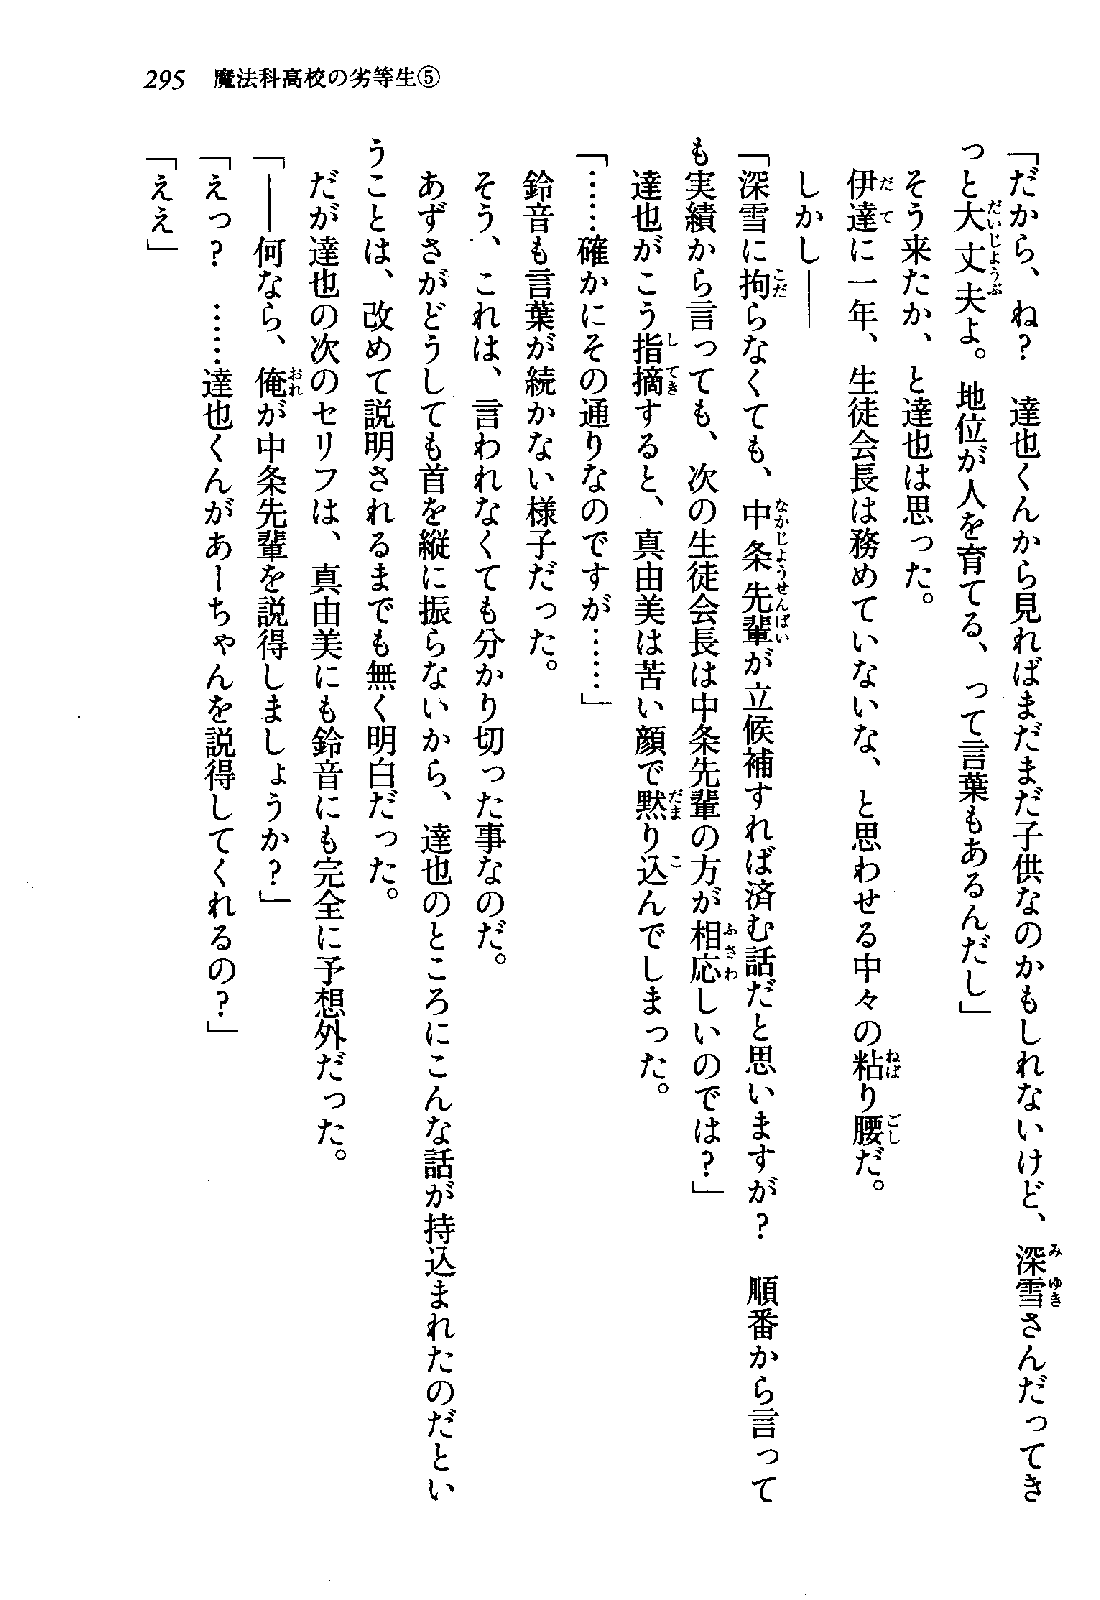 295　魔法科高校の劣等生⑤
「だから、ね？　達也くんから見ればまだまだ子供なのかもしれないけど、深雪さんだってき
っと大丈夫よ。地位が人を育てる、って言葉もあるんだし」
そう来たか、と達也は思った。
伊達に一年、生徒会長は務めていないな、と思わせる中々の粘り腰だ。
しかし――
「深雪に拘らなくても、中条先輩が立候補すれば済む話だと思いますが？　順番から言って
も実績から言っても、次の生徒会長は中条先輩の方が相応しいのでは？」
達也がこう指摘すると、真由美は苦い顔で黙り込んでしまった。
「……確かにその通りなのですが……」
鈴音も言葉が続かない様子だった。
そう、これは、言われなくても分かり切った事なのだ。
あずさがどうしても首を縦に振らないから、達也のところにこんな話が持込まれたのだとい
うことは、改めて説明されるまでも無く明白だった。
だが達也の次のセリフは、真由美にも鈴音にも完全に予想外だった。
「――何なら、俺が中条先輩を説得しましょうか？」
「えっ？　……達也くんがあーちゃんを説得してくれるの？」
「ええ」